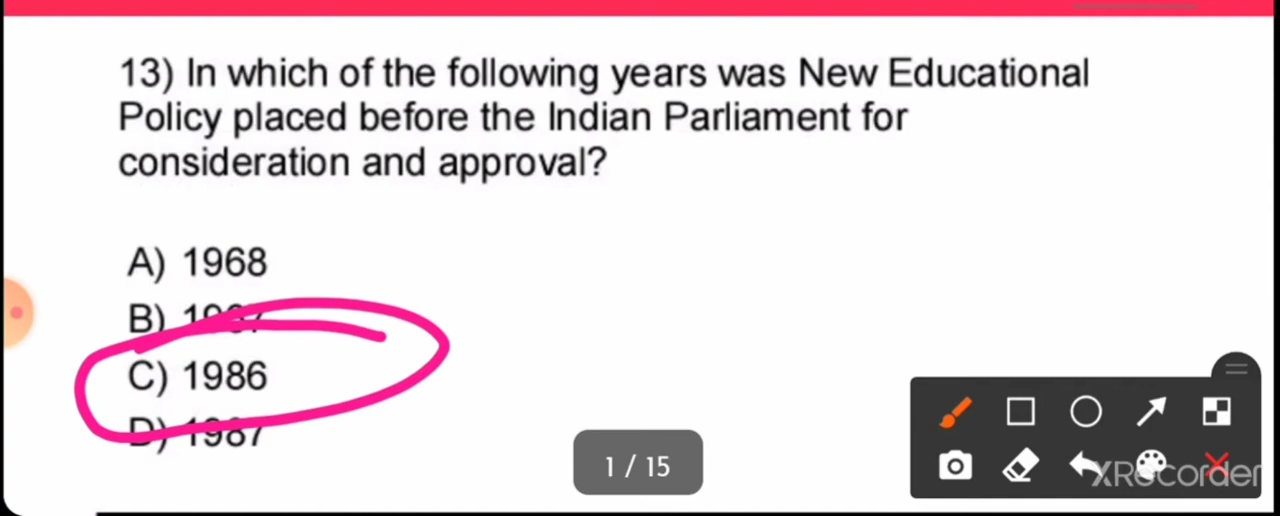 13) In which of the following years was New Educational
Policy placed before the Indian Parliament for
consideration and approval?
A) 1968
B)
C) 1986
D) 1987
1 / 15
XRecorder